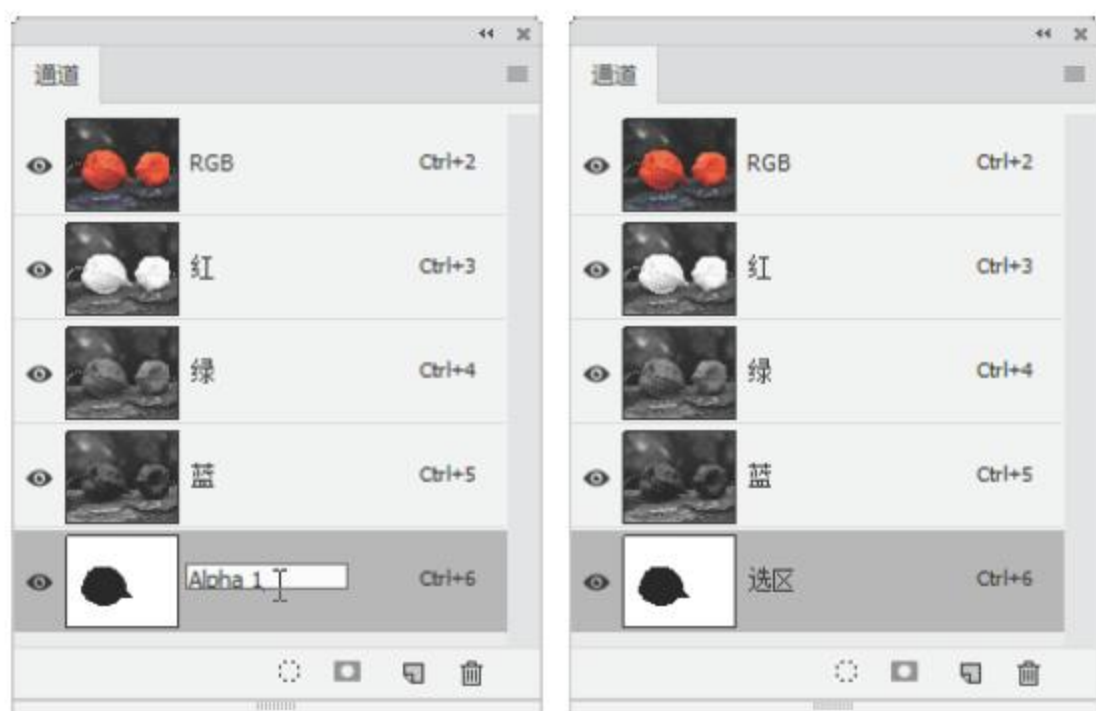 通道
RGB Ctrl+2
红 Ctrl+3
绿 Ctrl+4
蓝 Ctrl+5
Alpha 1 Ctrl+6
通道
RGB Ctrl+2
红 Ctrl+3
绿 Ctrl+4
蓝 Ctrl+5
选区 Ctrl+6